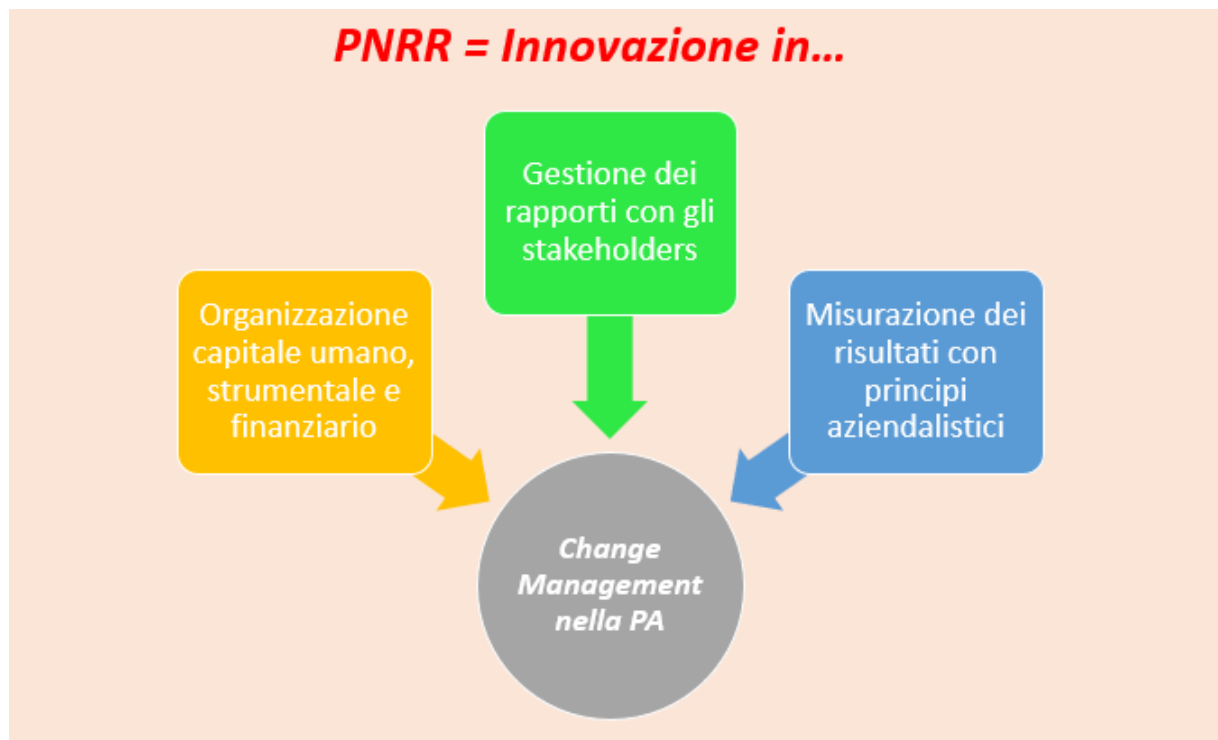 PNRR = Innovazione in...
Gestione dei
rapporti con gli
stakeholders
Organizzazione
capitale umano,
strumentale e
finanziario
Misurazione dei
risultati con
principi
aziendalistici
Change
Management
nella PA